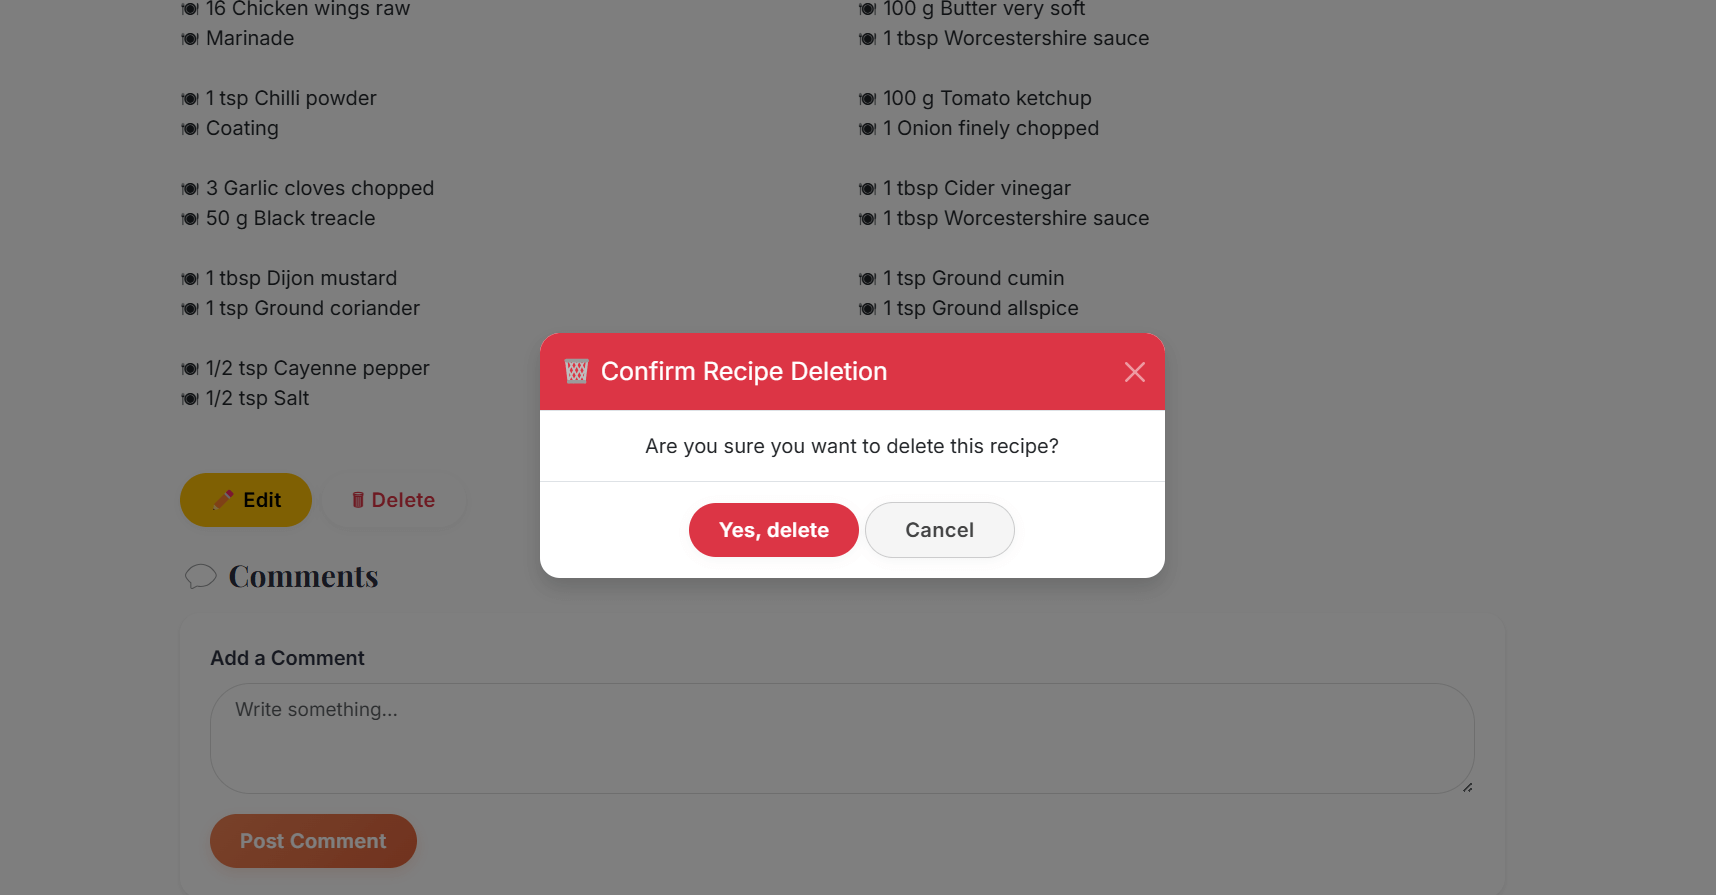 16 Chicken wings raw
100 g Butter very soft
Marinade
1 tbsp Worcestershire sauce
1 tsp Chilli powder
100 g Tomato ketchup
Coating
1 Onion finely chopped
3 Garlic cloves chopped
1 tbsp Cider vinegar
50 g Black treacle
1 tbsp Worcestershire sauce
1 tbsp Dijon mustard
1 tsp Ground cumin
1 tsp Ground coriander
1 tsp Ground allspice
1/2 tsp Cayenne pepper
1/2 tsp Salt
Confirm Recipe Deletion
Are you sure you want to delete this recipe?
Yes, delete
Cancel
Edit
Delete
Comments
Add a Comment
Write something...
Post Comment